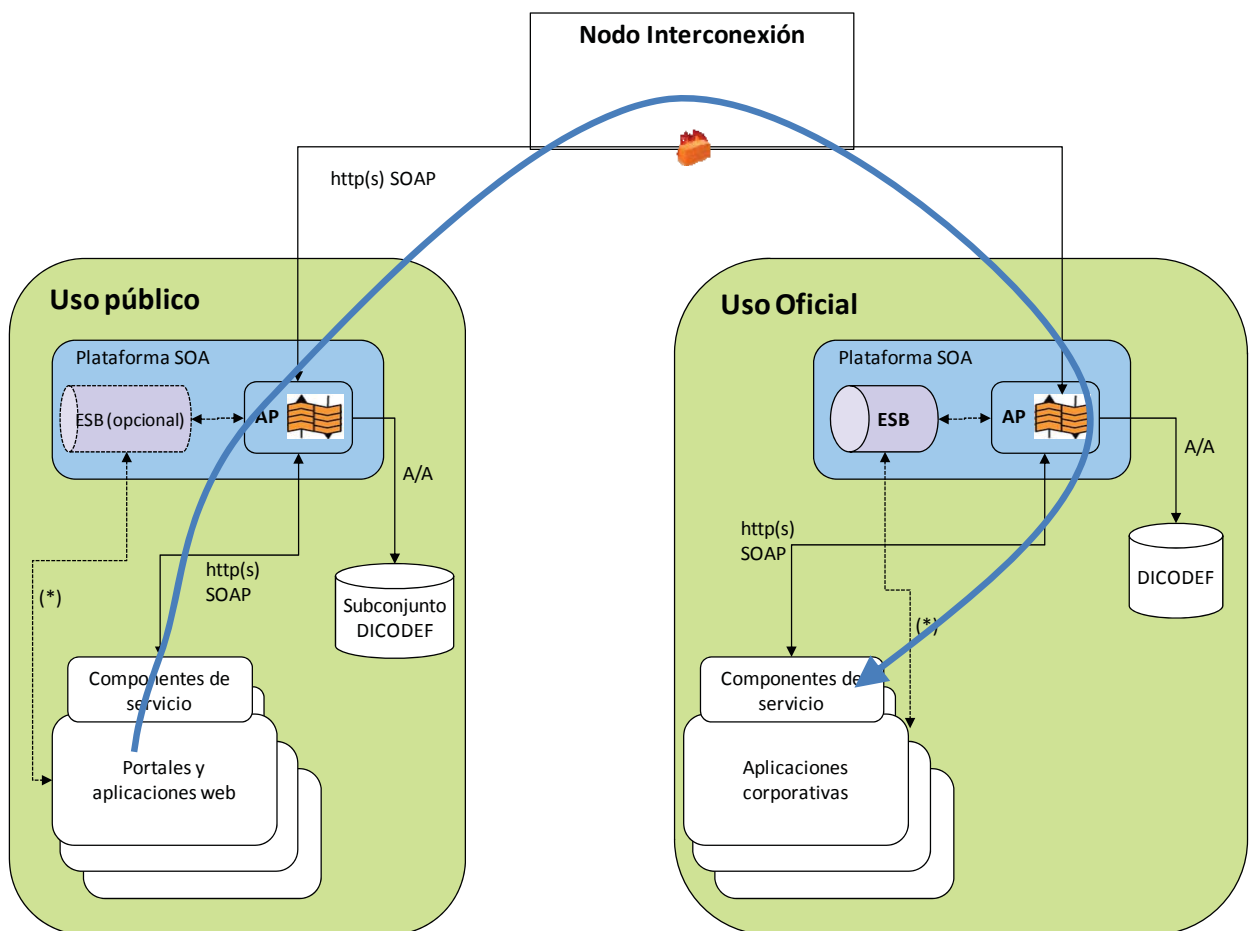 Nodo Interconexión
http(s) SOAP
Uso público
Plataforma SOA
ESB (opcional)
AP
A/A
http(s)
SOAP
(*)
Subconjunto
DICODEF
Componentes de
servicio
Portales y
aplicaciones web
Uso Oficial
Plataforma SOA
ESB
AP
A/A
http(s)
SOAP
DICODEF
(*)
Componentes de
servicio
Aplicaciones
corporativas